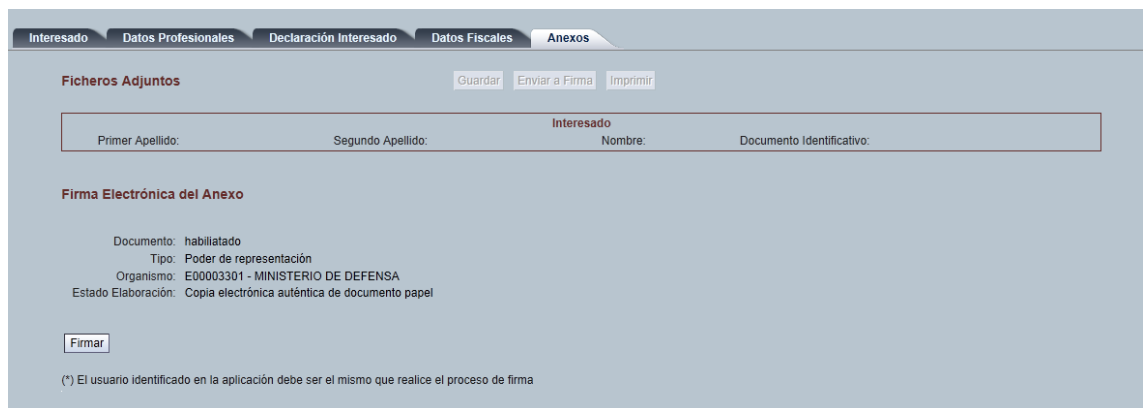 Interesado Datos Profesionales Declaración Interesado Datos Fiscales Anexos
Ficheros Adjuntos Guardar Enviar a Firma Imprimir
Interesado
Primer Apellido: Segundo Apellido: Nombre: Documento Identificativo:
Firma Electrónica del Anexo
Documento: habiliatado
Tipo: Poder de representación
Organismo: E00003301 - MINISTERIO DE DEFENSA
Estado Elaboración: Copia electrónica auténtica de documento papel
Firmar
(*) El usuario identificado en la aplicación debe ser el mismo que realice el proceso de firma